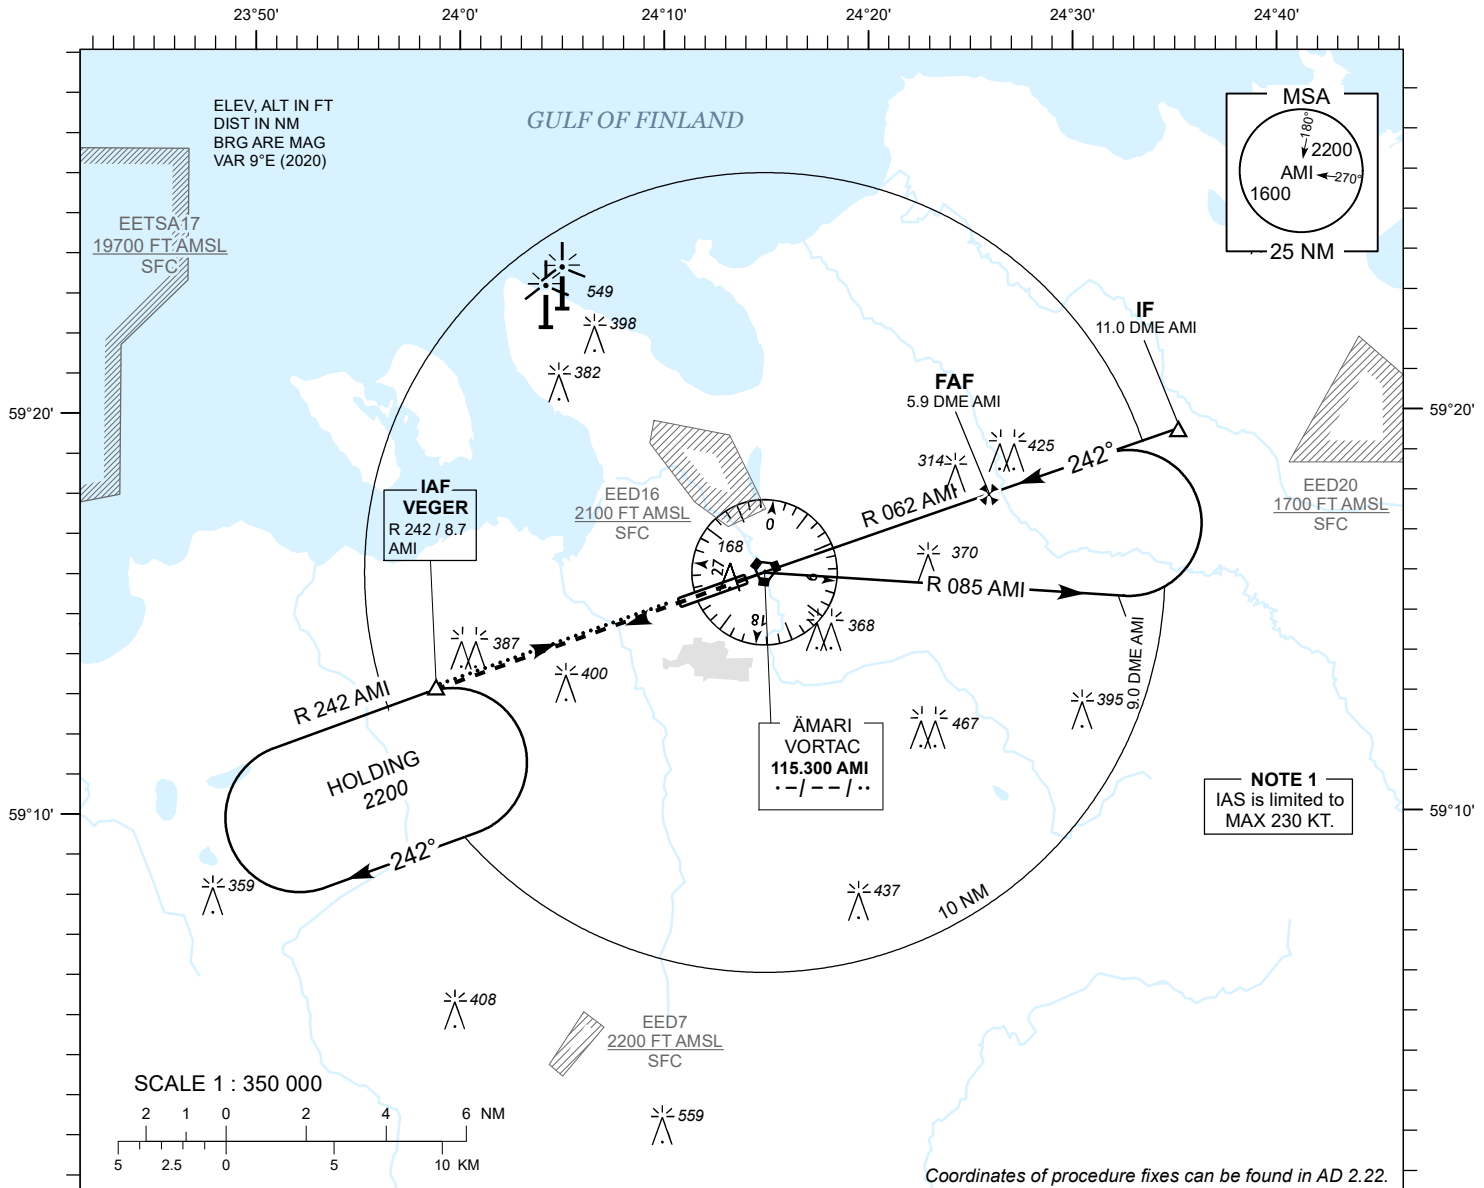 23°50'
24°0'
24°10'
24°20'
24°30'
24°40'
ELEV, ALT IN FT
DIST IN NM
BRG ARE MAG
VAR 9°E (2020)
GULF OF FINLAND
MSA
180°
2200
AMI
270°
1600
25 NM
EETSA17
19700 FT AMSL
SFC
549
398
382
IF
11.0 DME AMI
FAF
5.9 DME AMI
59°20'
59°20'
425
314
242°
R 062 AMI
EED16
2100 FT AMSL
SFC
EED20
1700 FT AMSL
SFC
IAF
VEGER
R 242 / 8.7
AMI
0
9
18
27
168
370
R 085 AMI
368
387
400
9.0 DME AMI
395
R 242 AMI
467
HOLDING
2200
242°
ÄMARI
VORTAC
115.300 AMI
· – / – – / · ·
NOTE 1
IAS is limited to
MAX 230 KT.
59°10'
59°10'
359
437
10 NM
408
EED7
2200 FT AMSL
SFC
559
SCALE 1 : 350 000
2 1 0 2 4 6 NM
5 2.5 0 5 10 KM
Coordinates of procedure fixes can be found in AD 2.22.